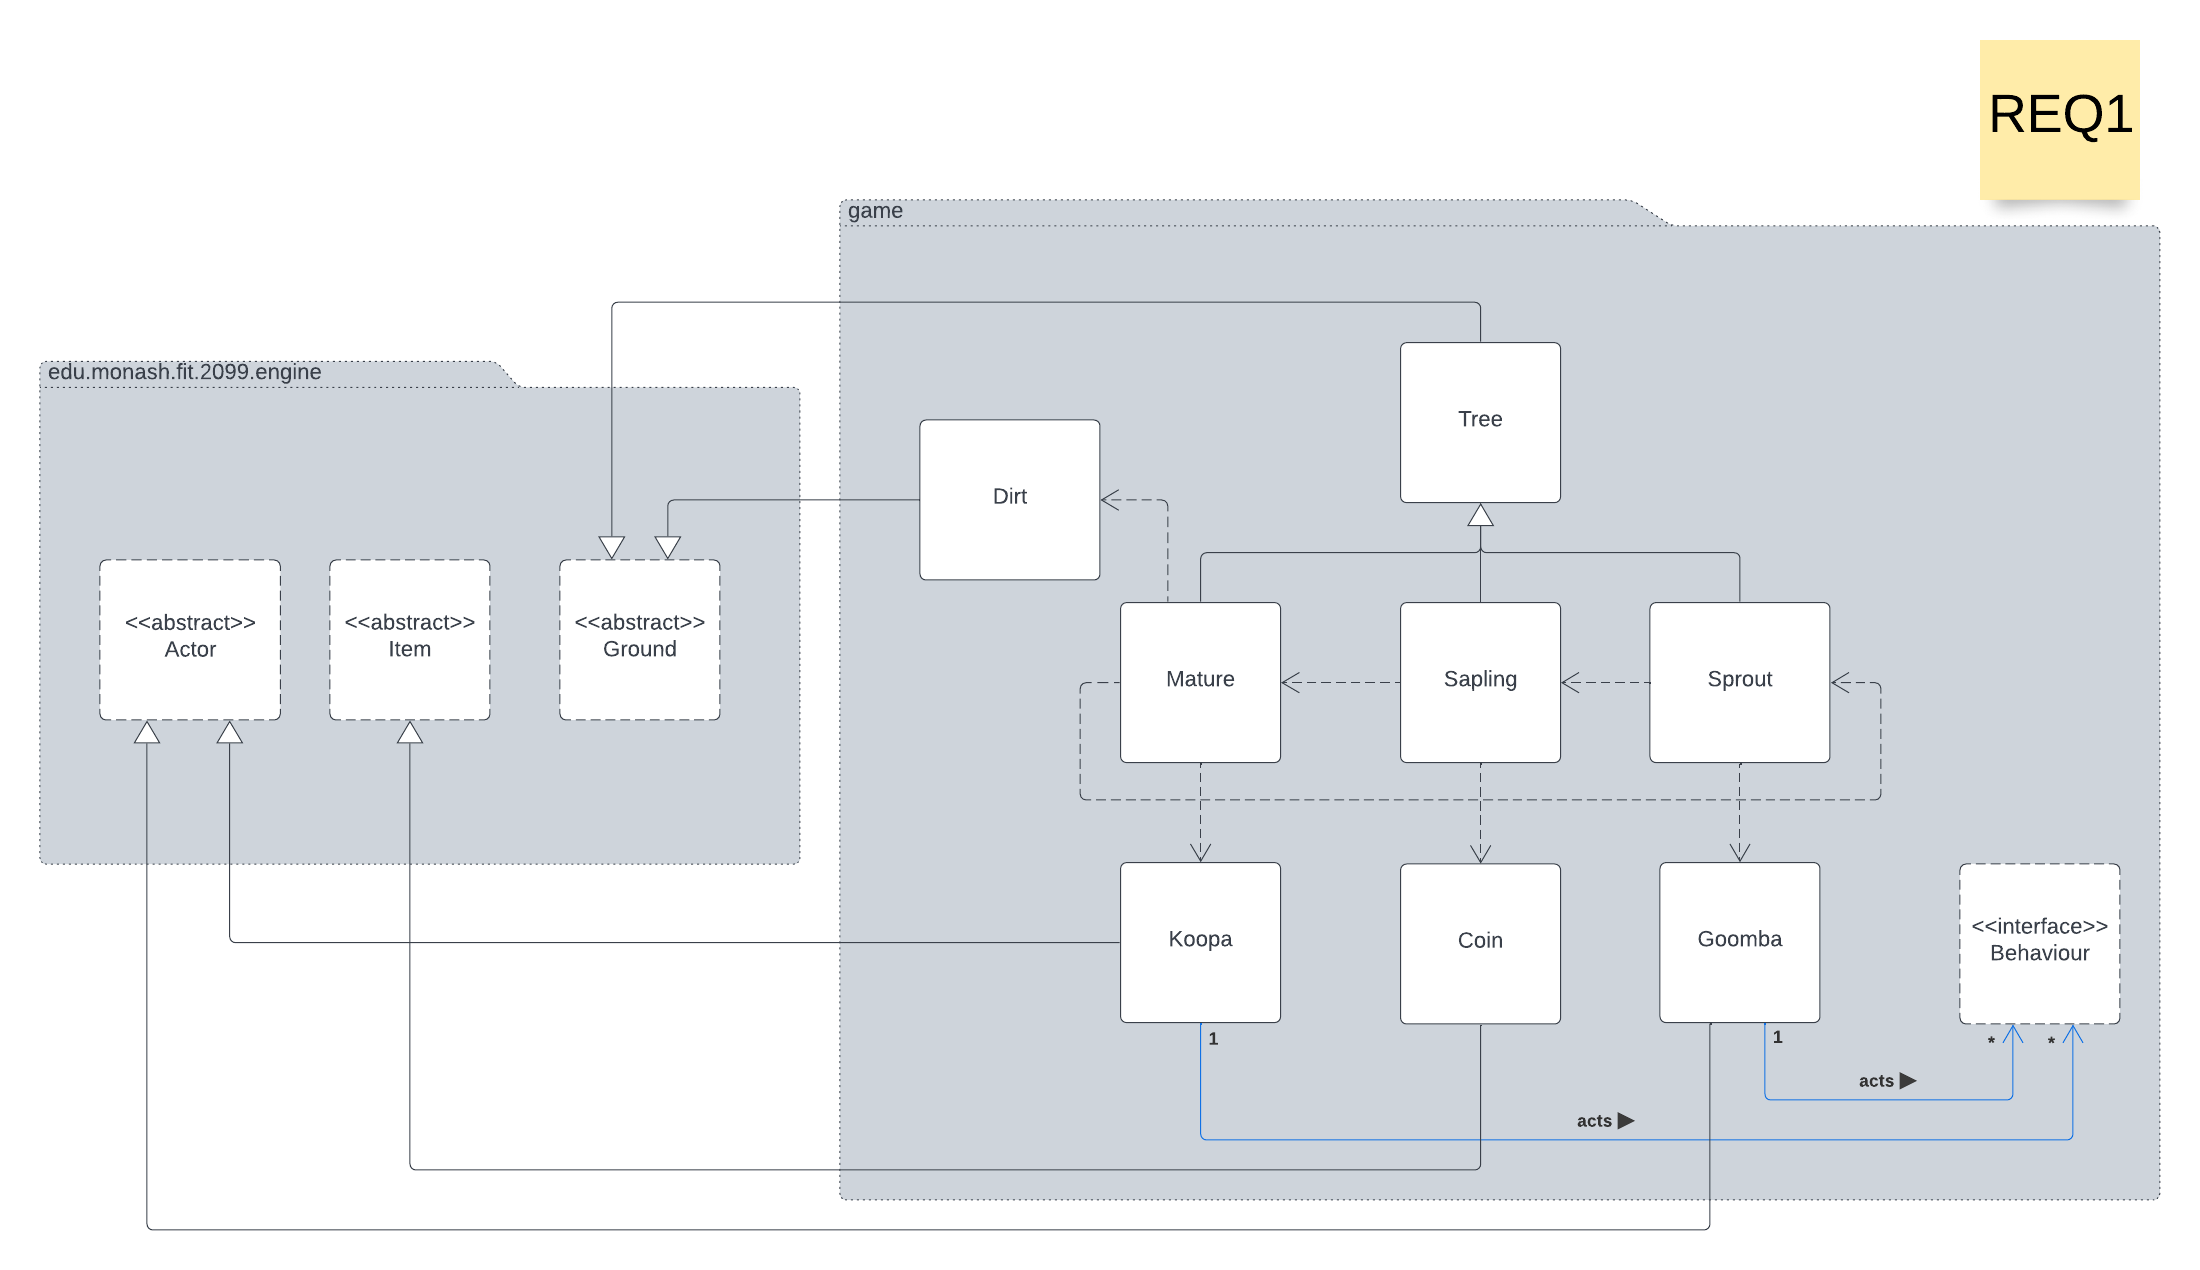 REQ1
game
edu.monash.fit.2099.engine
Tree
Dirt
<<abstract>>
Actor
<<abstract>>
Item
<<abstract>>
Ground
Mature
Sapling
Sprout
Koopa
Coin
Goomba
<<interface>>
Behaviour
1
1
*
*
acts ▶
acts ▶